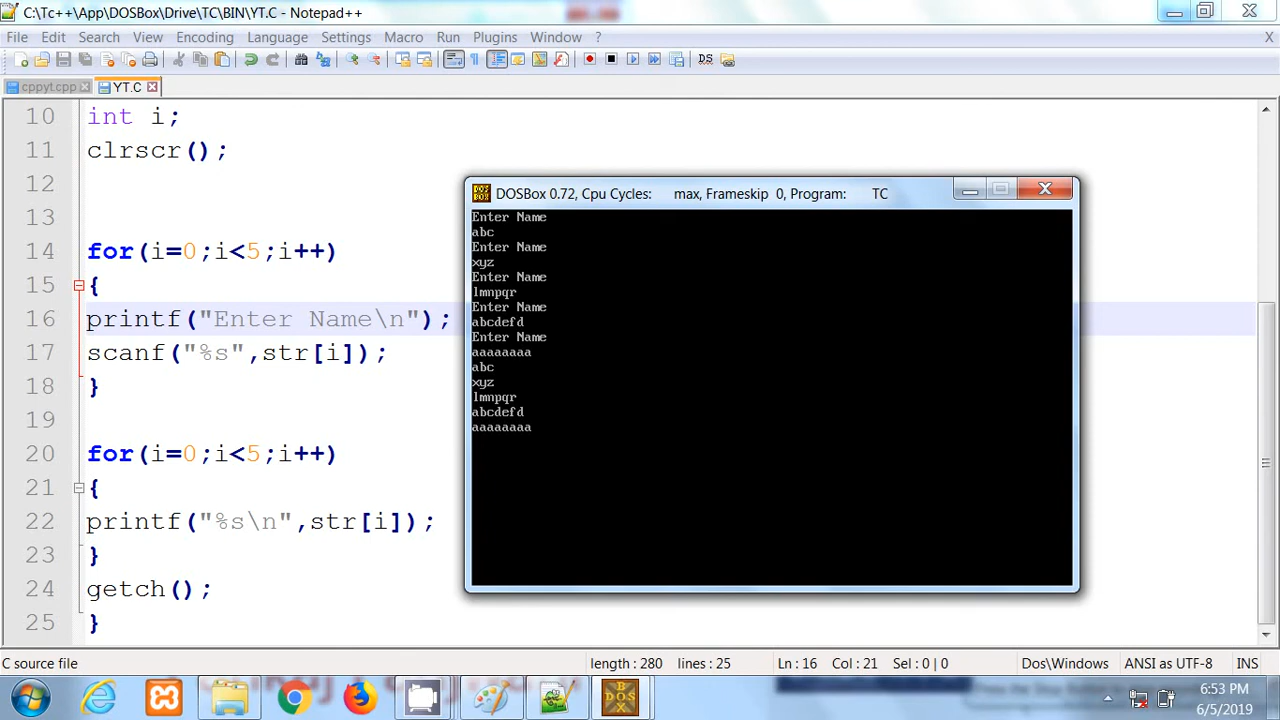 C:\Tc++\App\DOSBox\Drive\TC\BIN\YT.C - Notepad++
File Edit Search View Encoding Language Settings Macro Run Plugins Window ? X
cppyt.cpp YT.C
10 int i;
11 clrscr();
12
13
14 for(i=0;i<5;i++)
15 {
16 printf("Enter Name\n");
17 scanf("%s",str[i]);
18 }
19
20 for(i=0;i<5;i++)
21 {
22 printf("%s\n",str[i]);
23 }
24 getch();
25 }
DOSBox 0.72, Cpu Cycles: max, Frameskip 0, Program: TC
Enter Name
abc
Enter Name
xyz
Enter Name
lmnpqr
Enter Name
abcdefd
Enter Name
aaaaaaaa
abc
xyz
lmnpqr
abcdefd
aaaaaaaa
C source file length : 280 lines : 25 Ln : 16 Col : 21 Sel : 0 | 0 Dos\Windows ANSI as UTF-8 INS
6:53 PM
6/5/2019